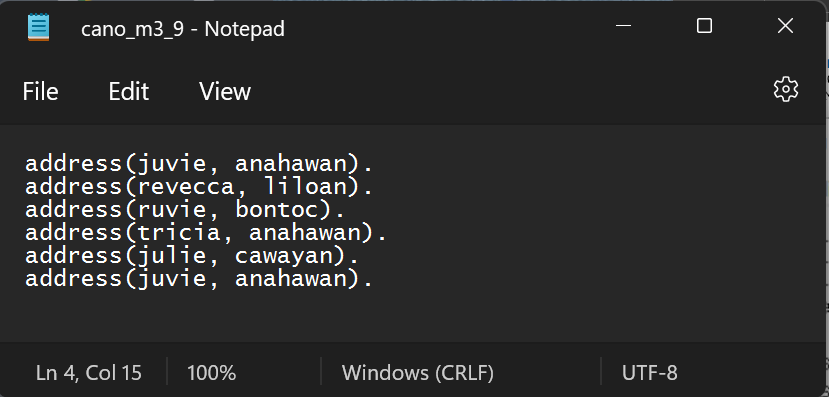 cano_m3_9 - Notepad
File Edit View
address(juvie, anahawan).
address(revecca, liloan).
address(ruvie, bontoc).
address(tricia, anahawan).
address(julie, cawayan).
address(juvie, anahawan).
Ln 4, Col 15 100% Windows (CRLF) UTF-8